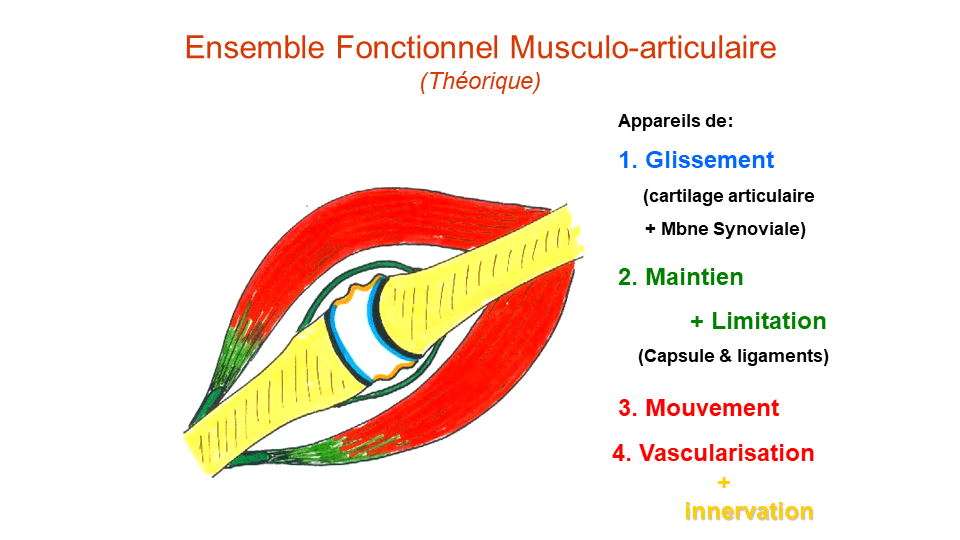 Ensemble Fonctionnel Musculo-articulaire
(Théorique)
Appareils de:
1. Glissement
(cartilage articulaire
+ Mbne Synoviale)
2. Maintien
+ Limitation
(Capsule & ligaments)
3. Mouvement
4. Vascularisation
+
innervation